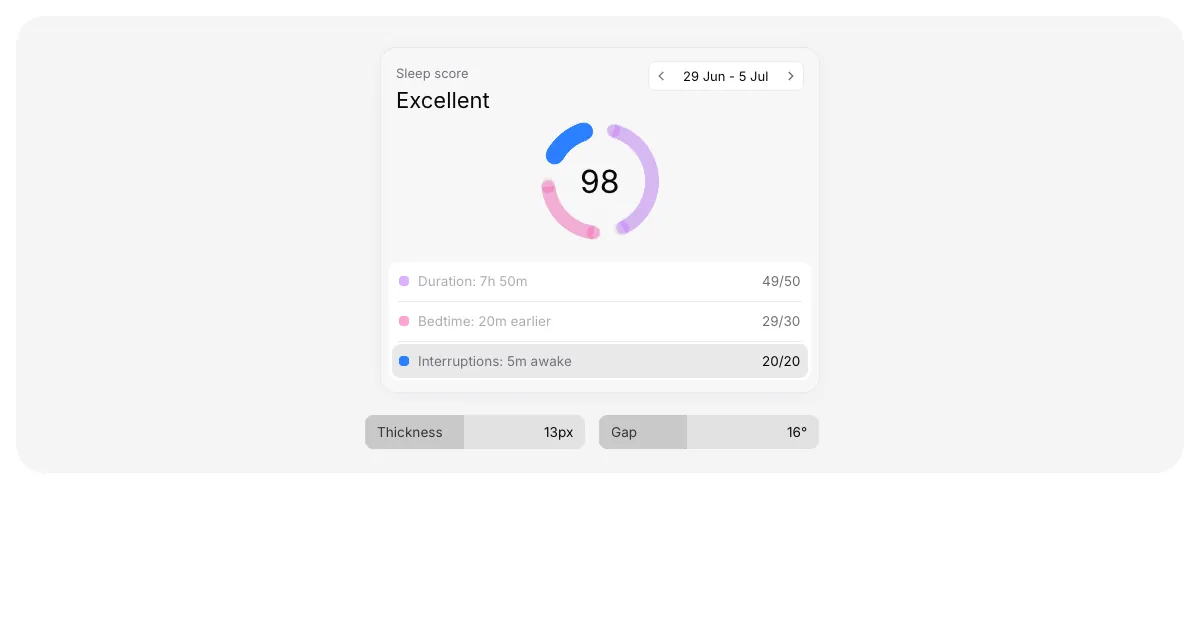 Sleep score
29 Jun - 5 Jul
Excellent
98
Duration: 7h 50m 49/50
Bedtime: 20m earlier 29/30
Interruptions: 5m awake 20/20
Thickness 13px
Gap 16°